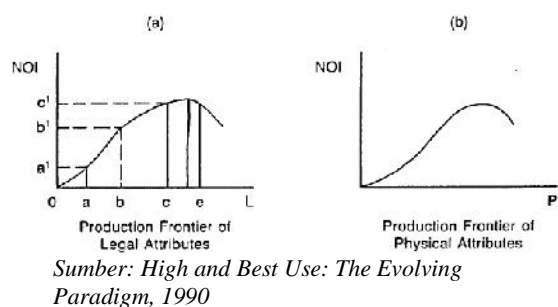 (a)
(b)
NOI
NOI
c¹
b¹
a¹
0 a b c e L
P
Production Frontier of
Legal Attributes
Production Frontier of
Physical Attributes
Sumber: High and Best Use: The Evolving
Paradigm, 1990